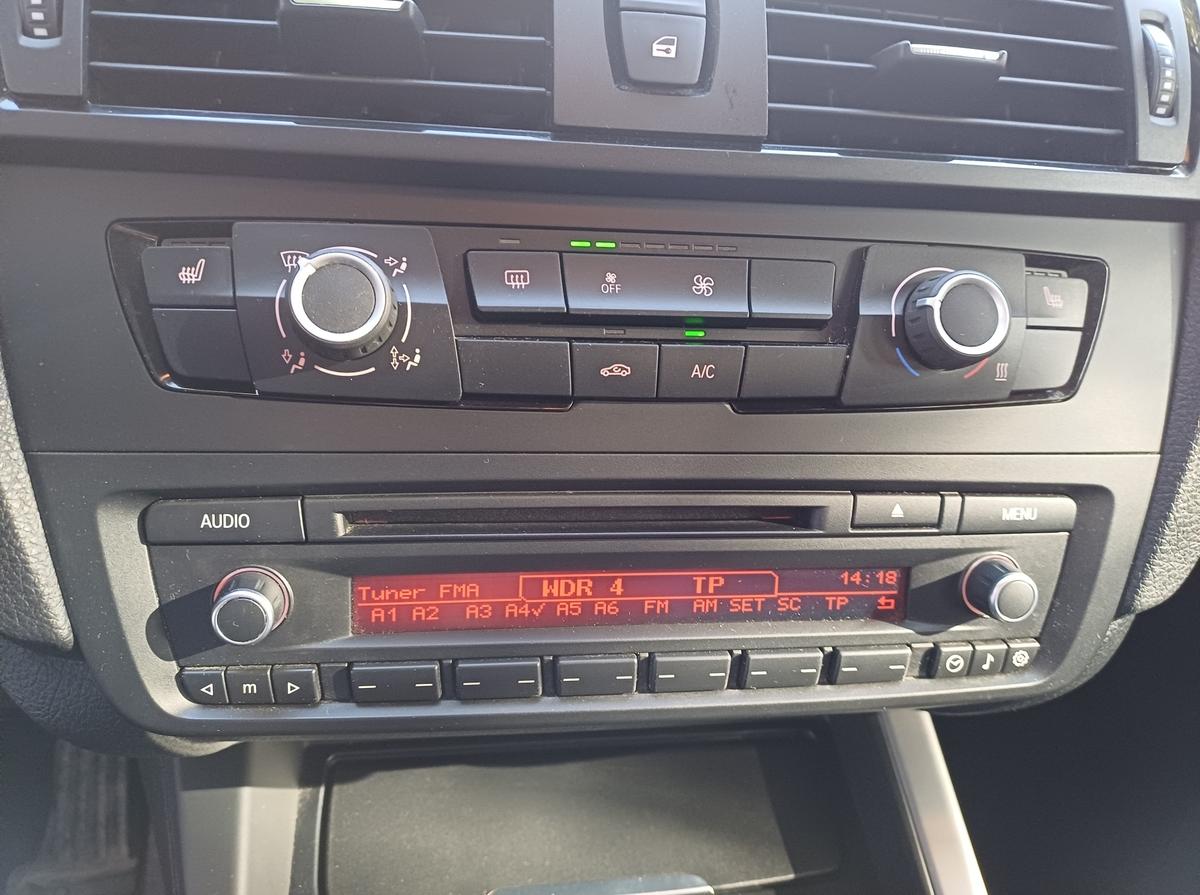 OFF
A/C
AUDIO
MENU
Tuner FMA WDR 4 TP 14:18
A1 A2 A3 A4√ A5 A6 FM AM SET SC TP
m